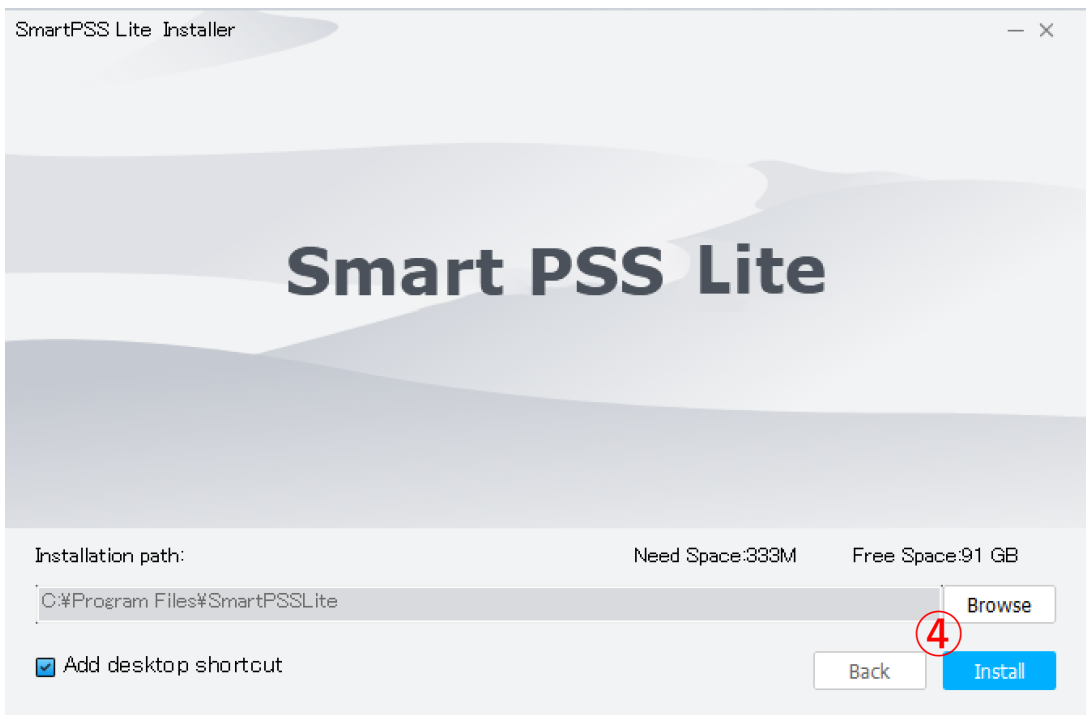 SmartPSS Lite Installer
Smart PSS Lite
Installation path:
Need Space:333M
Free Space:91 GB
C:¥Program Files¥SmartPSSLite
Browse
④
Add desktop shortcut
Back
Install